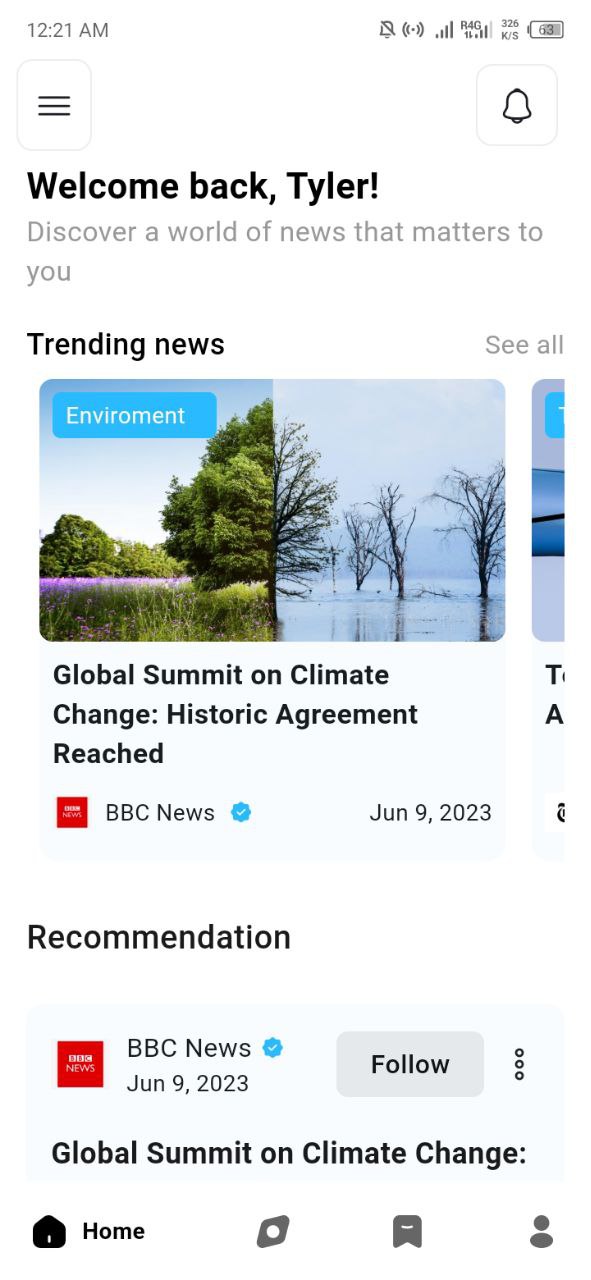 12:21 AM
R4G
326
K/S
63
Welcome back, Tyler!
Discover a world of news that matters to
you
Trending news
See all
Enviroment
Global Summit on Climate
Change: Historic Agreement
Reached
BBC
NEWS
BBC News
Jun 9, 2023
Recommendation
BBC
NEWS
BBC News
Jun 9, 2023
Follow
Global Summit on Climate Change:
Home